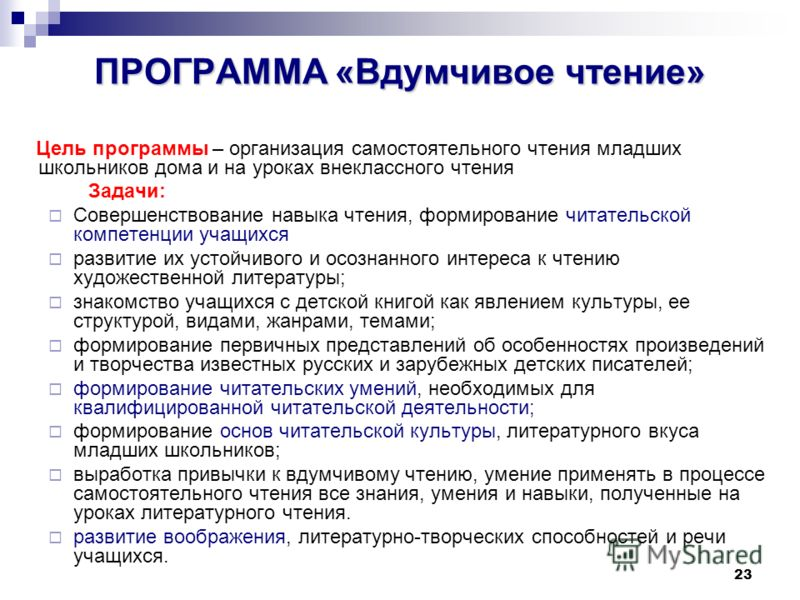 ПРОГРАММА «Вдумчивое чтение»
Цель программы – организация самостоятельного чтения младших
школьников дома и на уроках внеклассного чтения
Задачи:
Совершенствование навыка чтения, формирование читательской
компетенции учащихся
развитие их устойчивого и осознанного интереса к чтению
художественной литературы;
знакомство учащихся с детской книгой как явлением культуры, ее
структурой, видами, жанрами, темами;
формирование первичных представлений об особенностях произведений
и творчества известных русских и зарубежных детских писателей;
формирование читательских умений, необходимых для
квалифицированной читательской деятельности;
формирование основ читательской культуры, литературного вкуса
младших школьников;
выработка привычки к вдумчивому чтению, умение применять в процессе
самостоятельного чтения все знания, умения и навыки, полученные на
уроках литературного чтения.
развитие воображения, литературно-творческих способностей и речи
учащихся.
MyShared
23